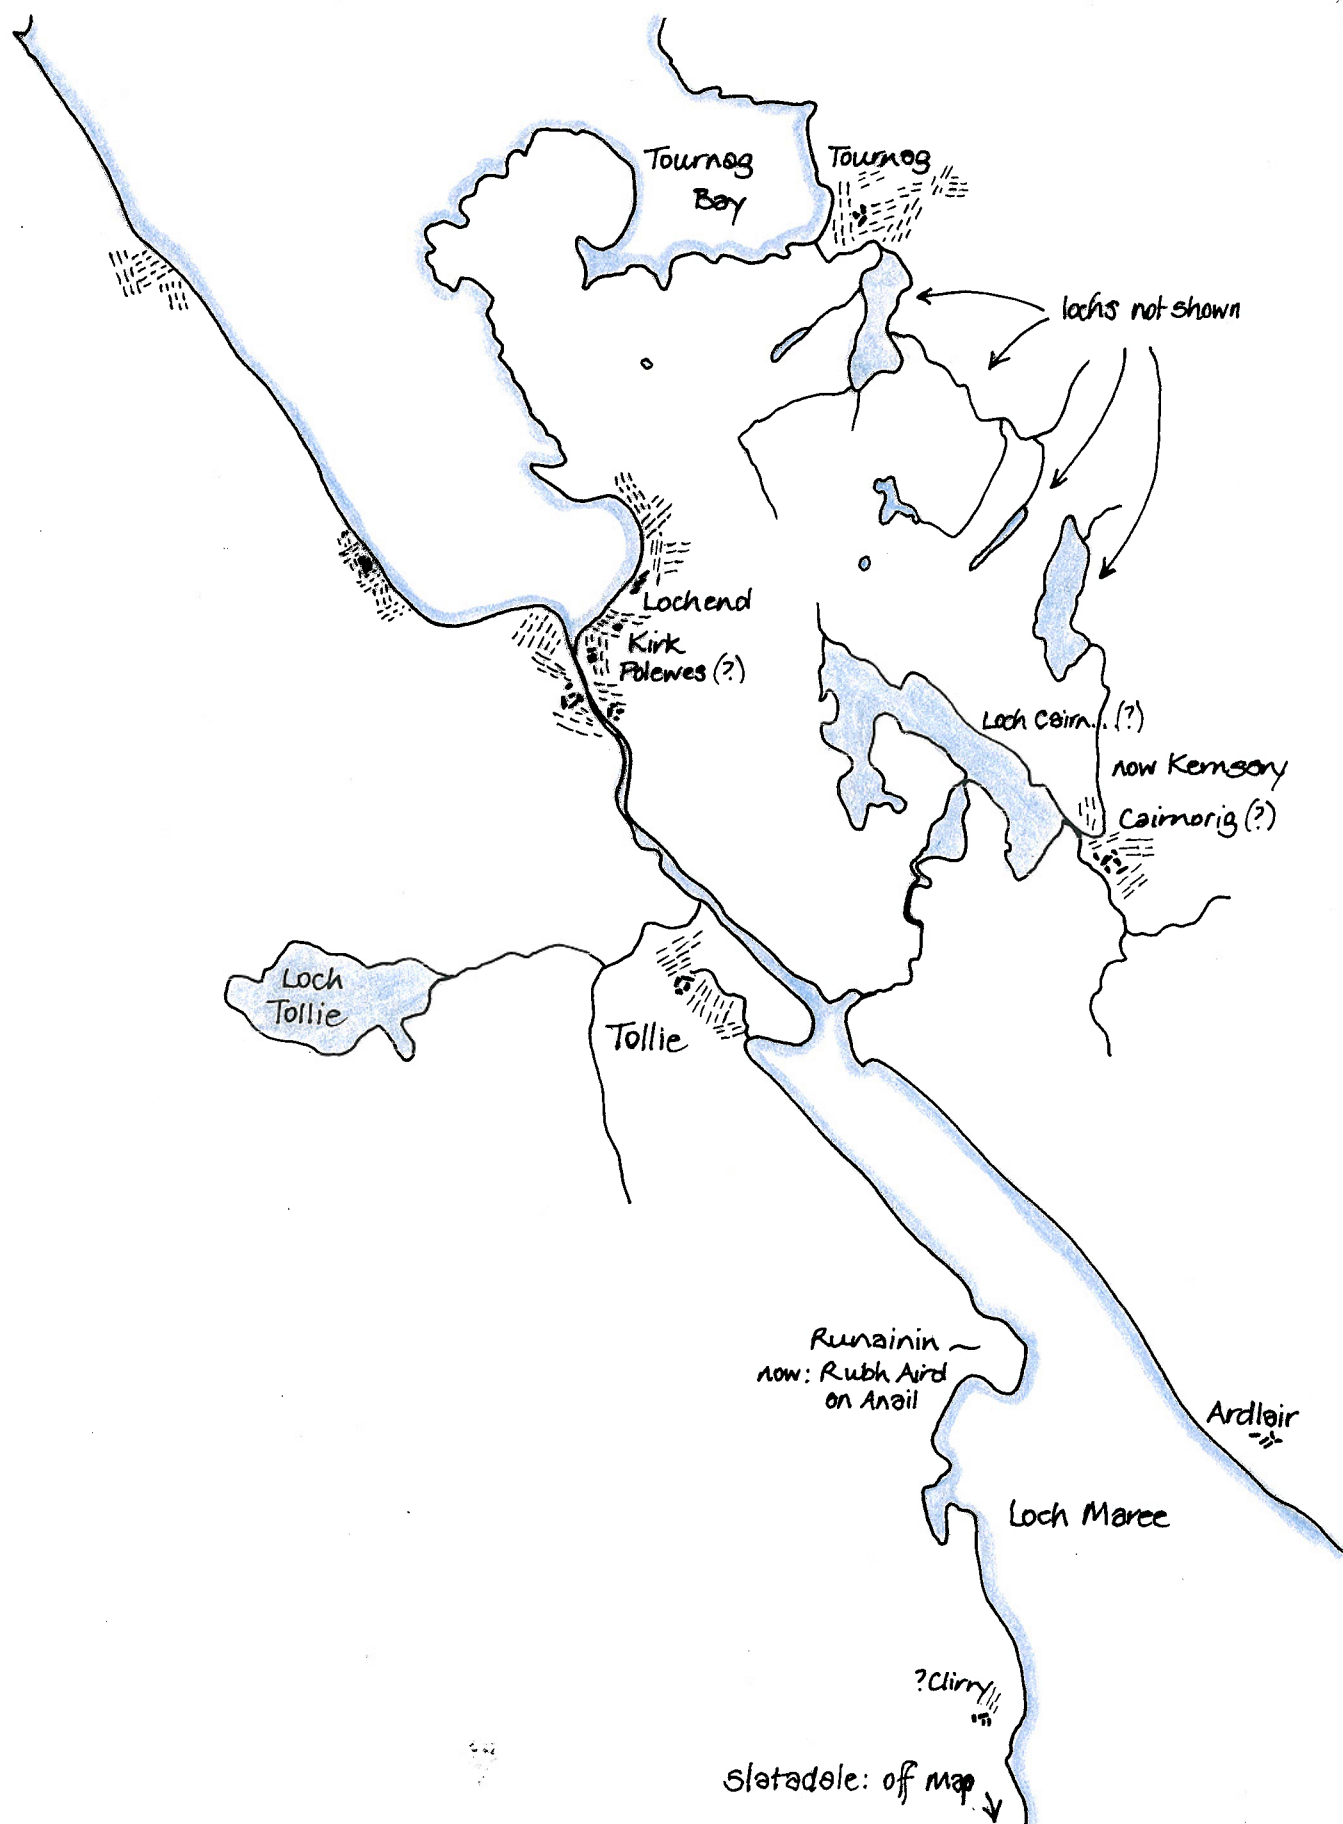 Tournag
Bay
Tournag
lochs not shown
Lochend
Kirk
Polewes (?)
Loch Cairn... (?)
now Kernsary
Cairnorig (?)
Loch
Tollie
Tollie
Runainin ~
now: Rubh Aird
an Anail
Ardlair
Loch Maree
?Clirry
Slatadale: off map